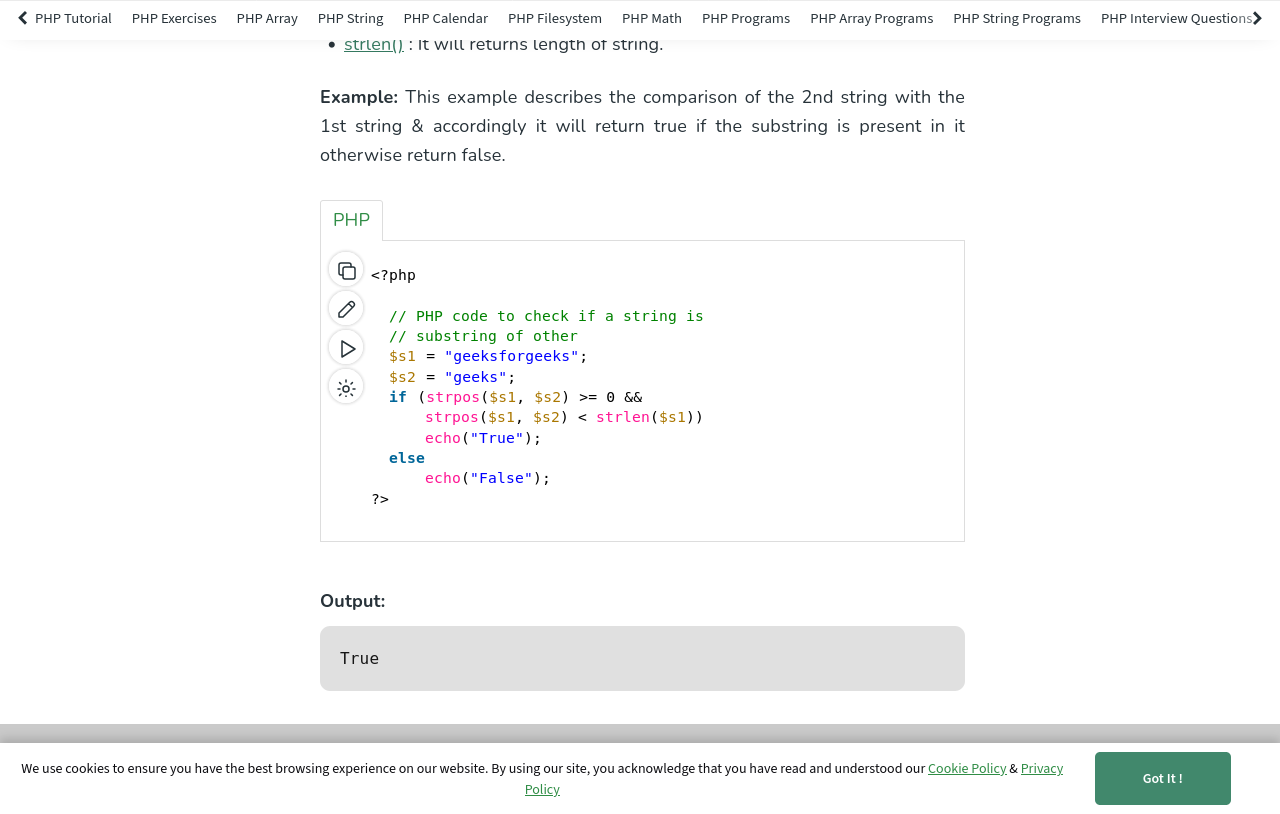 PHP Tutorial PHP Exercises PHP Array PHP String PHP Calendar PHP Filesystem PHP Math PHP Programs PHP Array Programs PHP String Programs PHP Interview Questions
• strlen() : It will returns length of string.
Example: This example describes the comparison of the 2nd string with the
1st string & accordingly it will return true if the substring is present in it
otherwise return false.
PHP
<?php
// PHP code to check if a string is
// substring of other
$s1 = "geeksforgeeks";
$s2 = "geeks";
if (strpos($s1, $s2) >= 0 &&
strpos($s1, $s2) < strlen($s1))
echo("True");
else
echo("False");
?>
Output:
True
We use cookies to ensure you have the best browsing experience on our website. By using our site, you acknowledge that you have read and understood our Cookie Policy & Privacy
Policy
Got It !